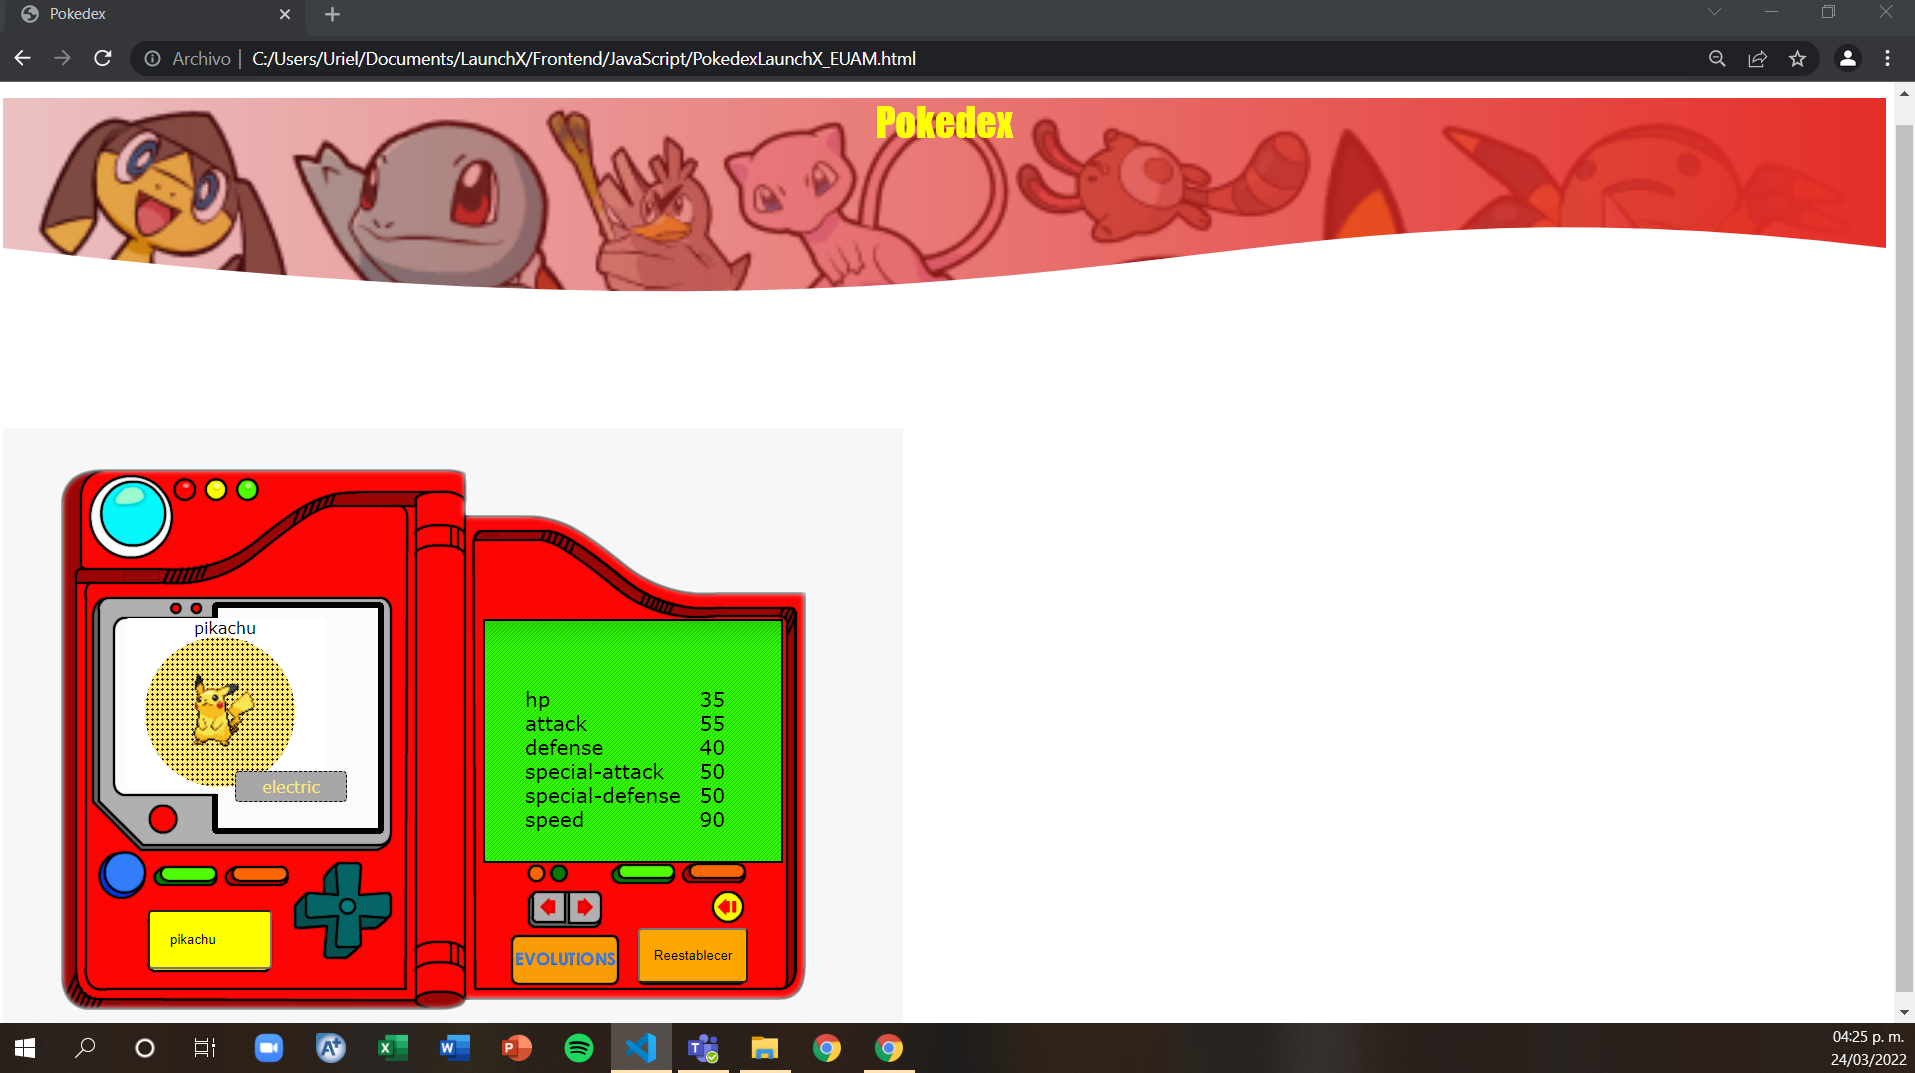 Pokedex
Archivo
C:/Users/Uriel/Documents/LaunchX/Frontend/JavaScript/PokedexLaunchX_EUAM.html
Pokedex
pikachu
electric
pikachu
hp 35
attack 55
defense 40
special-attack 50
special-defense 50
speed 90
EVOLUTIONS
Reestablecer
A+
X
W
P
T
04:25 p. m.
24/03/2022